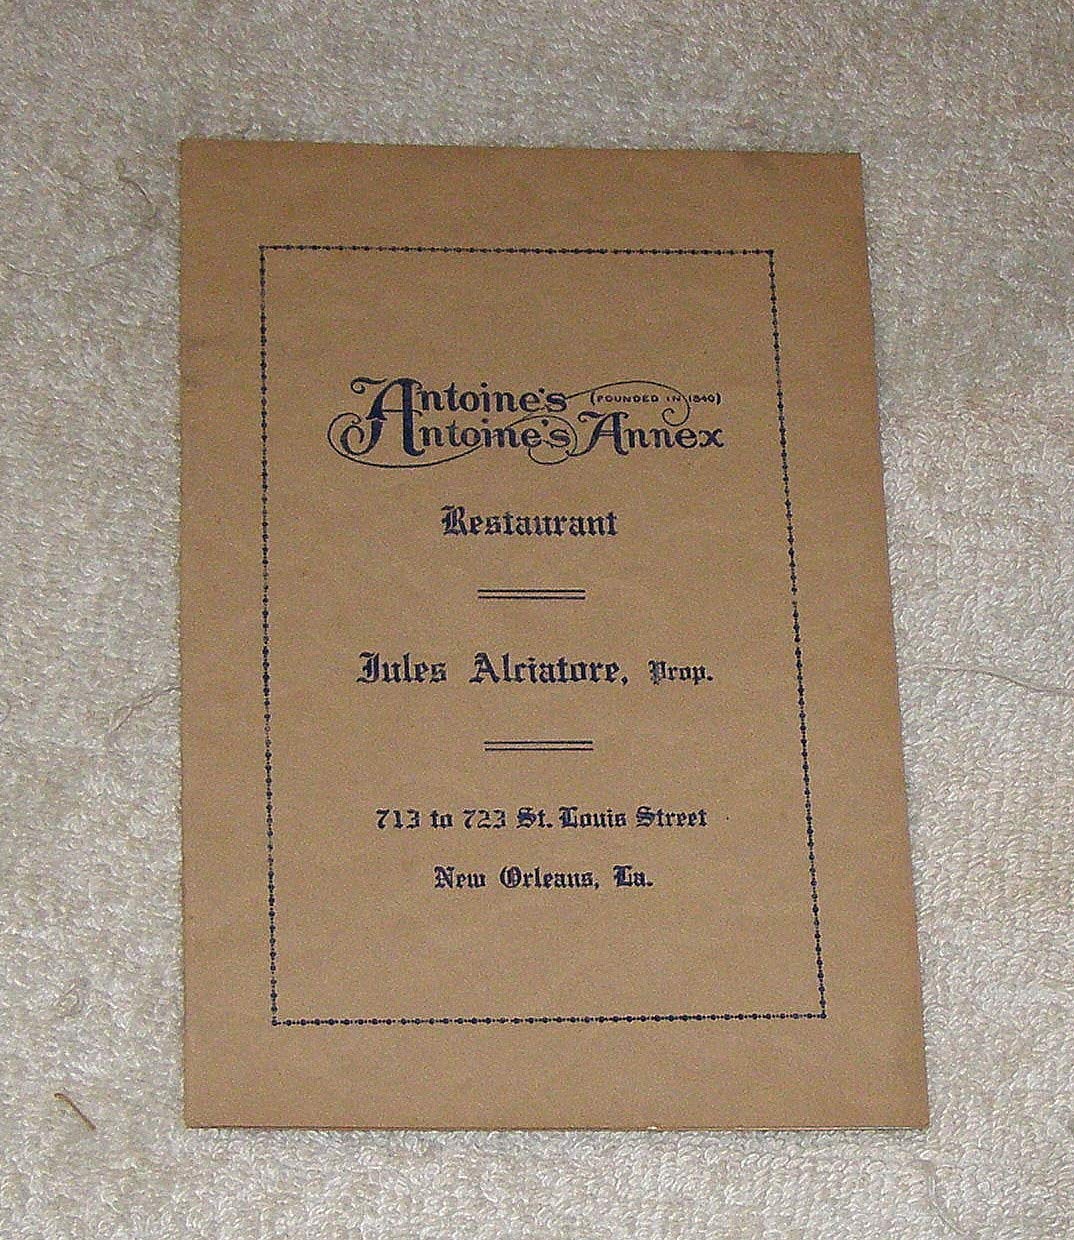 Antoine's (FOUNDED IN 1840)
Antoine's Annex
Restaurant
Jules Alciatore, Prop.
713 to 723 St. Louis Street
New Orleans, La.